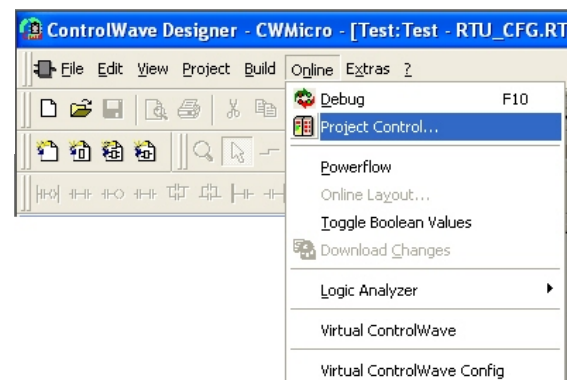 ControlWave Designer - CWMicro - [Test:Test - RTU_CFG.RT
File Edit View Project Build Online Extras ?
Debug F10
Project Control...
Powerflow
Online Layout...
Toggle Boolean Values
Download Changes
Logic Analyzer
Virtual ControlWave
Virtual ControlWave Config